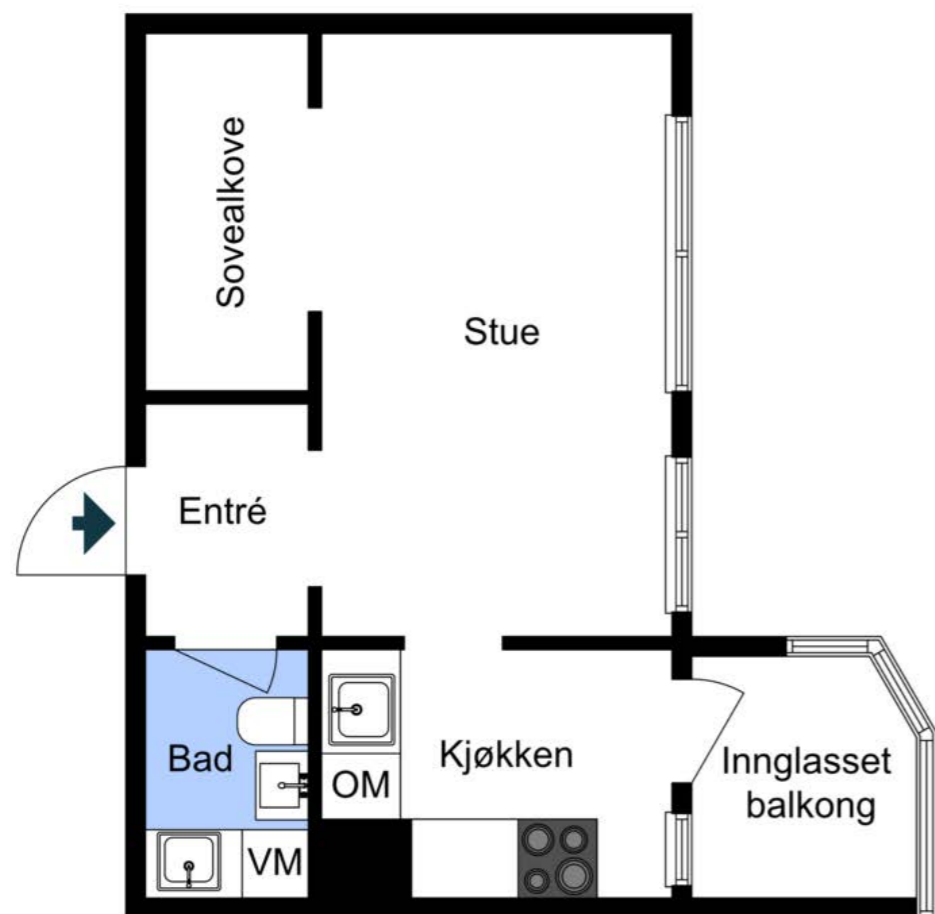 Sovealkove
Stue
Entré
Bad
Kjøkken
Innglasset
balkong
OM
VM